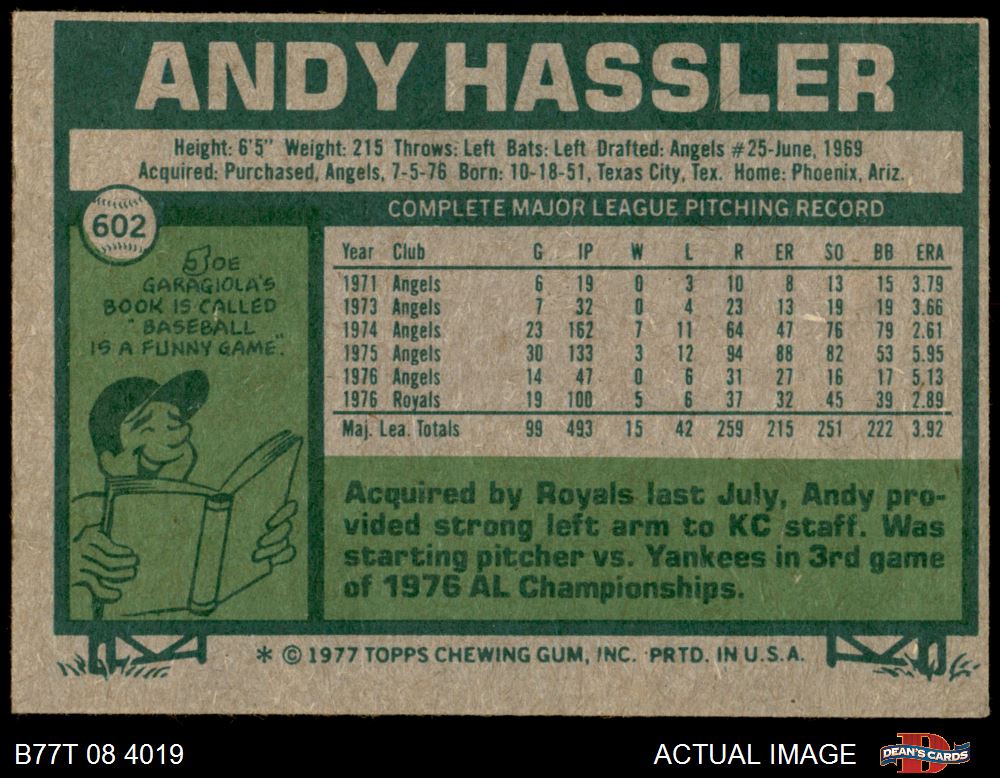 ANDY HASSLER
Height: 6'5" Weight: 215 Throws: Left Bats: Left Drafted: Angels #25-June, 1969
Acquired: Purchased, Angels, 7-5-76 Born: 10-18-51, Texas City, Tex. Home: Phoenix, Ariz.
602
JOE
GARAGIOLA'S
BOOK IS CALLED
"BASEBALL
IS A FUNNY GAME".
COMPLETE MAJOR LEAGUE PITCHING RECORD
Year Club G IP W L R ER SO BB ERA
1971 Angels 6 19 0 3 10 8 13 15 3.79
1973 Angels 7 32 0 4 23 13 19 19 3.66
1974 Angels 23 162 7 11 64 47 76 79 2.61
1975 Angels 30 133 3 12 94 88 82 53 5.95
1976 Angels 14 47 0 6 31 27 16 17 5.13
1976 Royals 19 100 5 6 37 32 45 39 2.89
Maj. Lea. Totals 99 493 15 42 259 215 251 222 3.92
Acquired by Royals last July, Andy pro-
vided strong left arm to KC staff. Was
starting pitcher vs. Yankees in 3rd game
of 1976 AL Championships.
* © 1977 TOPPS CHEWING GUM, INC. PRTD. IN U.S.A.
B77T 08 4019
ACTUAL IMAGE
DEAN'S CARDS